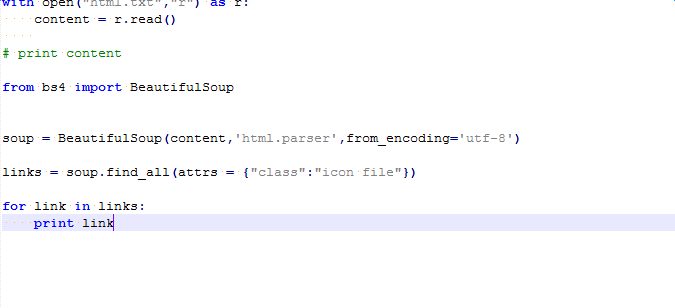 with open("html.txt","r") as r:
    content = r.read()
# print content
from bs4 import BeautifulSoup
soup = BeautifulSoup(content,'html.parser',from_encoding='utf-8')
links = soup.find_all(attrs = {"class":"icon file"})
for link in links:
    print link